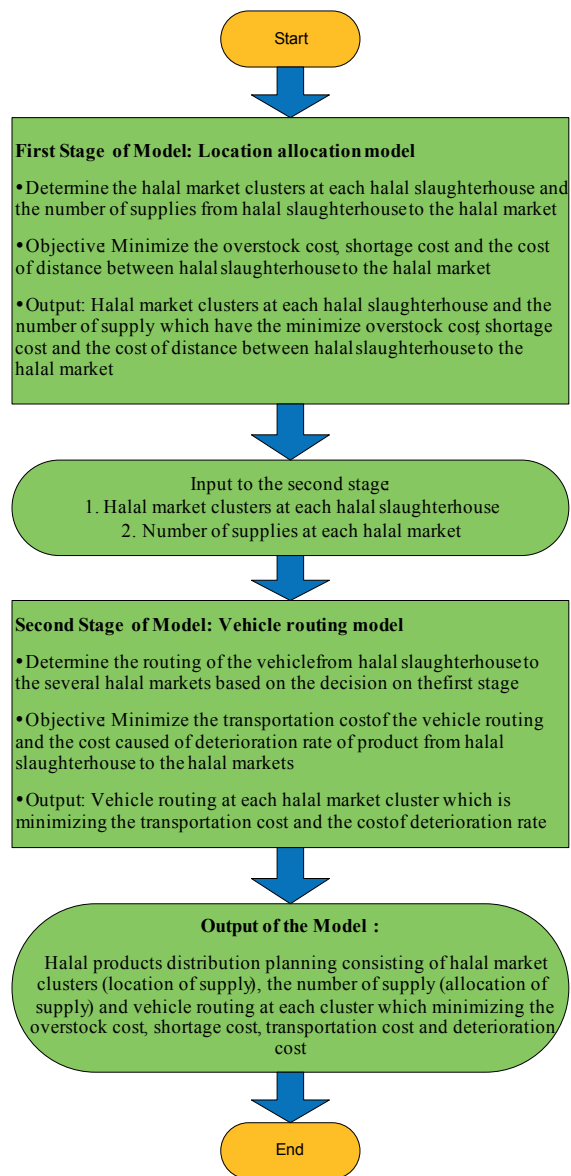 Start
First Stage of Model: Location allocation model
•Determine the halal market clusters at each halal slaughterhouse and
the number of supplies from halal slaughterhouse to the halal market
•Objective: Minimize the overstock cost, shortage cost and the cost
of distance between halal slaughterhouse to the halal market
•Output: Halal market clusters at each halal slaughterhouse and the
number of supply which have the minimize overstock cost, shortage
cost and the cost of distance between halal slaughterhouse to the
halal market
Input to the second stage:
1. Halal market clusters at each halal slaughterhouse
2. Number of supplies at each halal market
Second Stage of Model: Vehicle routing model
•Determine the routing of the vehicle from halal slaughterhouse to
the several halal markets based on the decision on the first stage
•Objective: Minimize the transportation cost of the vehicle routing
and the cost caused of deterioration rate of product from halal
slaughterhouse to the halal markets
•Output: Vehicle routing at each halal market cluster which is
minimizing the transportation cost and the cost of deterioration rate
Output of the Model :
Halal products distribution planning consisting of halal market
clusters (location of supply), the number of supply (allocation of
supply) and vehicle routing at each cluster which minimizing the
overstock cost, shortage cost, transportation cost and deterioration
cost
End